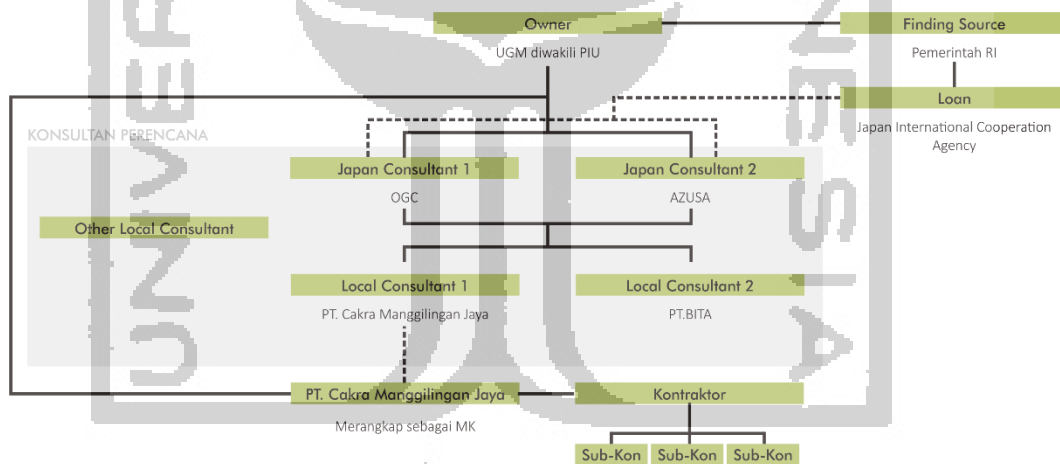 Owner
Finding Source
UGM diwakili PIU
Pemerintah RI
Loan
Japan International Cooperation
Agency
KONSULTAN PERENCANA
Japan Consultant 1
Japan Consultant 2
OGC
AZUSA
Other Local Consultant
Local Consultant 1
Local Consultant 2
PT. Cakra Manggilingan Jaya
PT.BITA
PT. Cakra Manggilingan Jaya
Kontraktor
Merangkap sebagai MK
Sub-Kon
Sub-Kon
Sub-Kon
UNIVER
NESIA